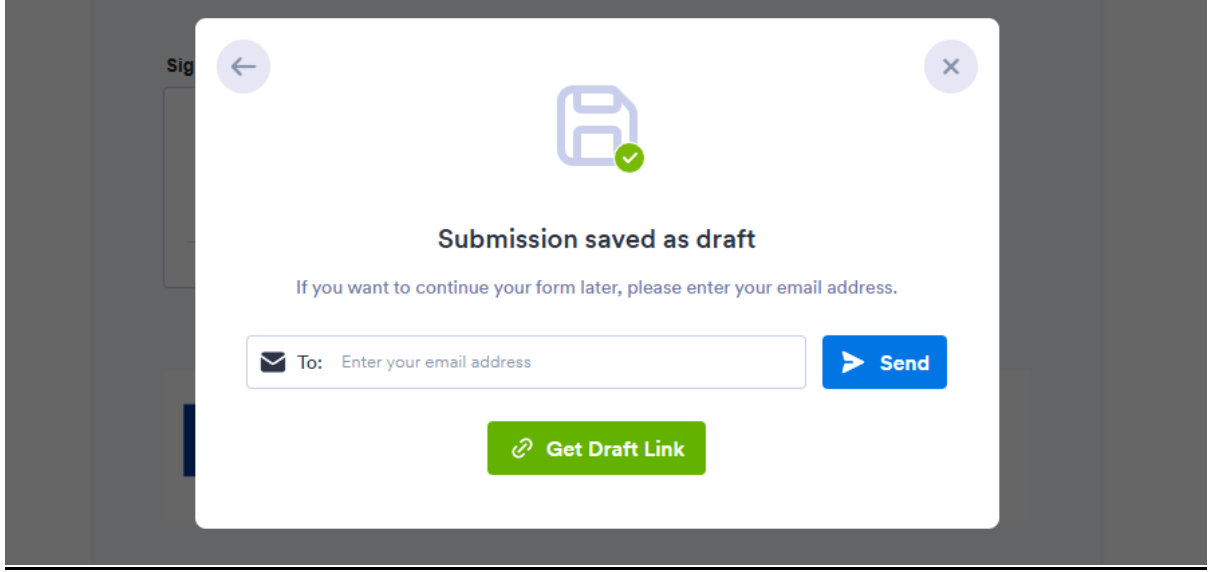 Sig
Submission saved as draft
If you want to continue your form later, please enter your email address.
To: Enter your email address
Send
Get Draft Link